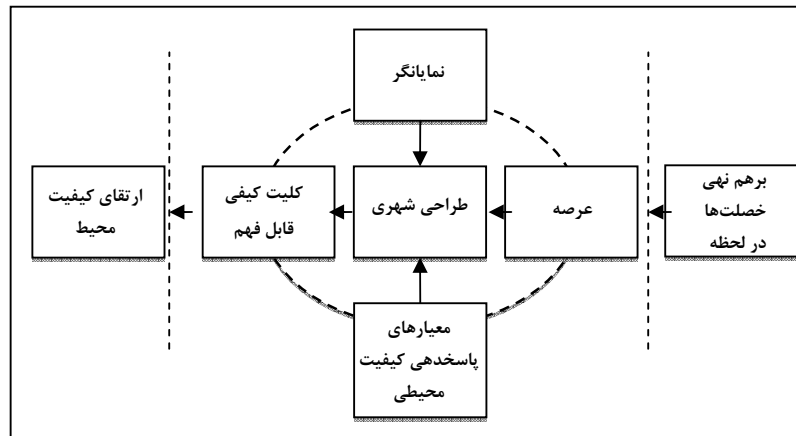 نمایانگر
برهم نهی
خصلت‌ها
در لحظه
عرصه
طراحی شهری
کلیت کیفی
قابل فهم
ارتقای کیفیت
محیط
معیارهای
پاسخدهی کیفیت
محیطی